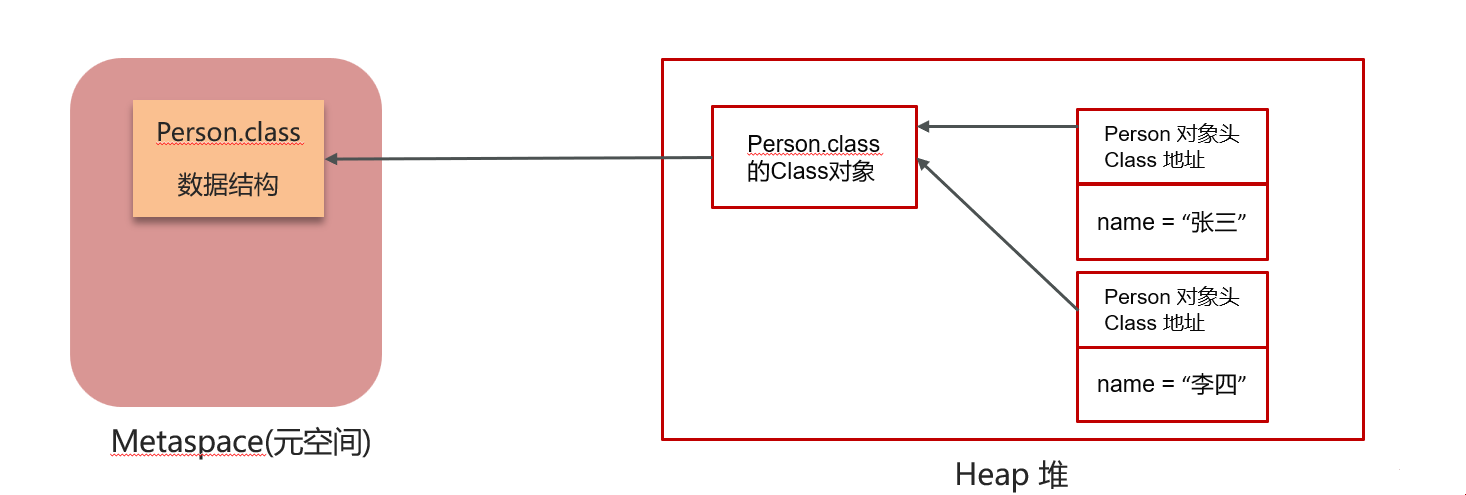 Person.class
数据结构
Metaspace(元空间)
Person.class
的Class对象
Person 对象头
Class 地址
name = “张三”
Person 对象头
Class 地址
name = “李四”
Heap 堆